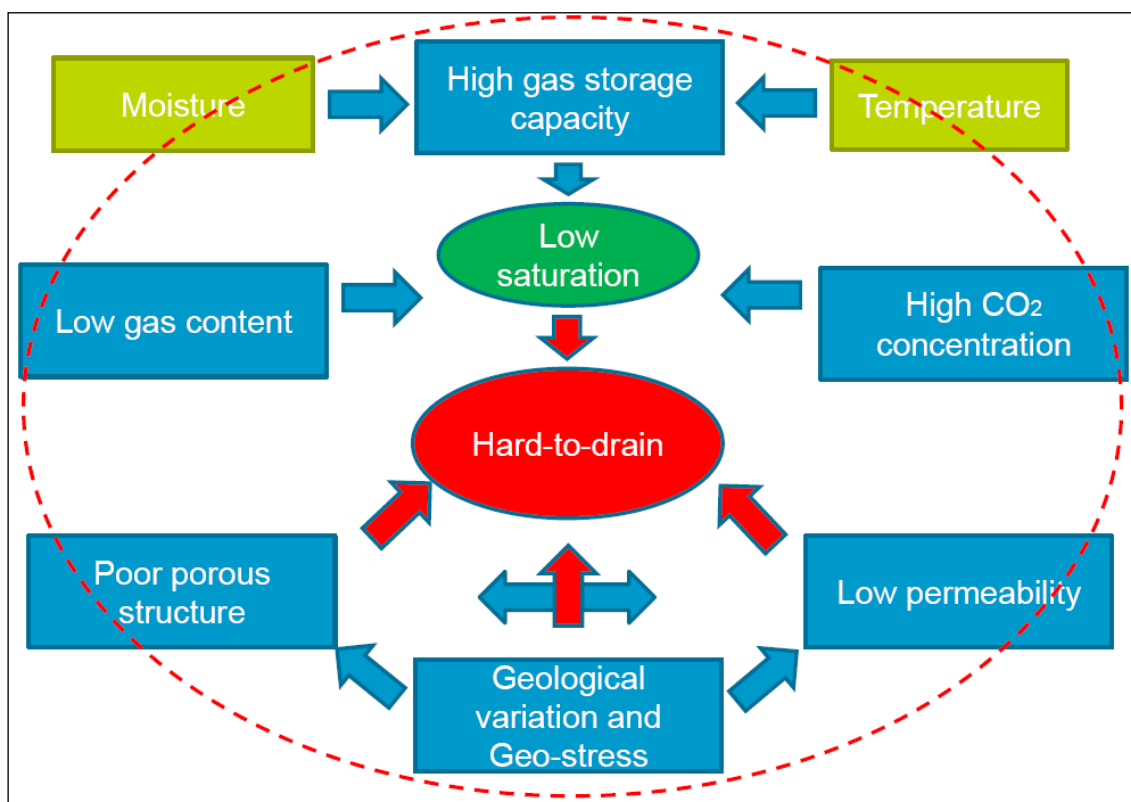 Moisture
High gas storage
capacity
Temperature
Low
saturation
Low gas content
High CO₂
concentration
Hard-to-drain
Poor porous
structure
Low permeability
Geological
variation and
Geo-stress